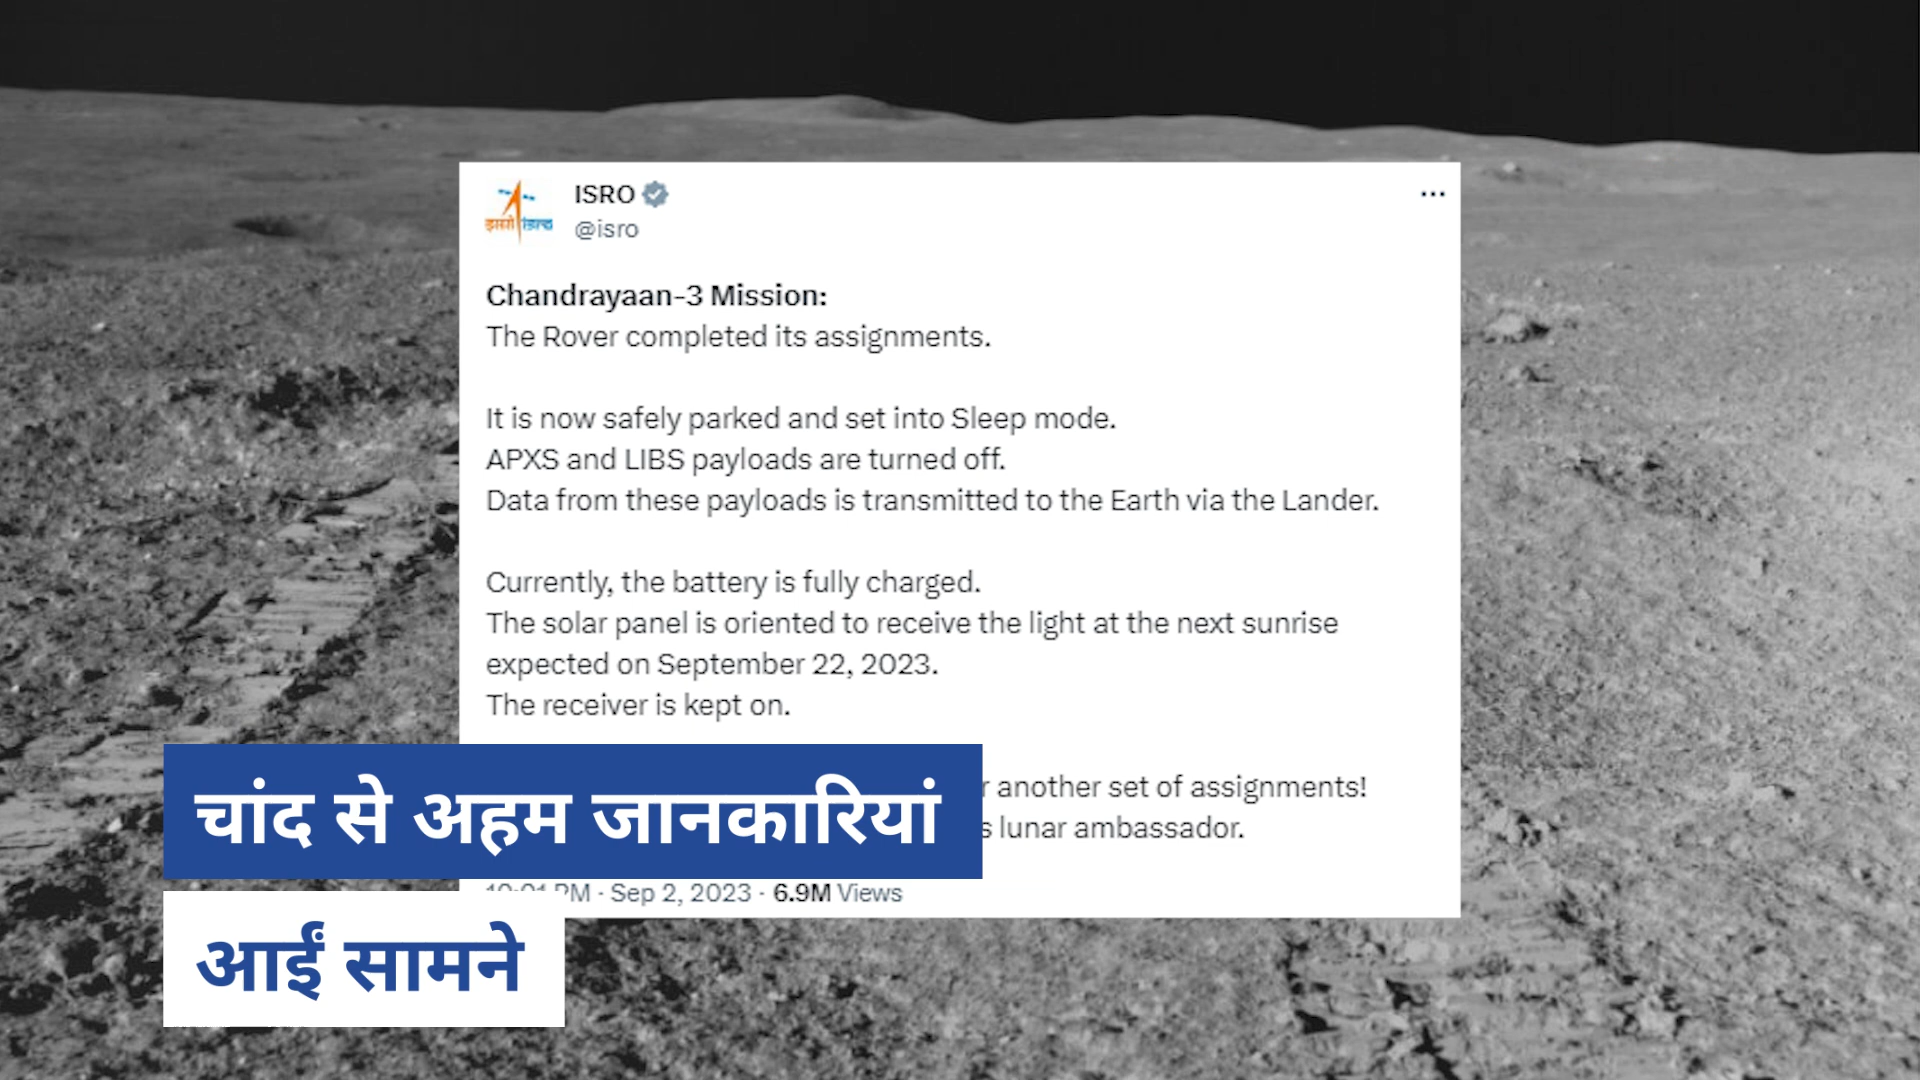 ISRO
@isro
इसरो isro
Chandrayaan-3 Mission:
The Rover completed its assignments.
It is now safely parked and set into Sleep mode.
APXS and LIBS payloads are turned off.
Data from these payloads is transmitted to the Earth via the Lander.
Currently, the battery is fully charged.
The solar panel is oriented to receive the light at the next sunrise
expected on September 22, 2023.
The receiver is kept on.
another set of assignments!
lunar ambassador.
चांद से अहम जानकारियां
PM · Sep 2, 2023 · 6.9M Views
आईं सामने